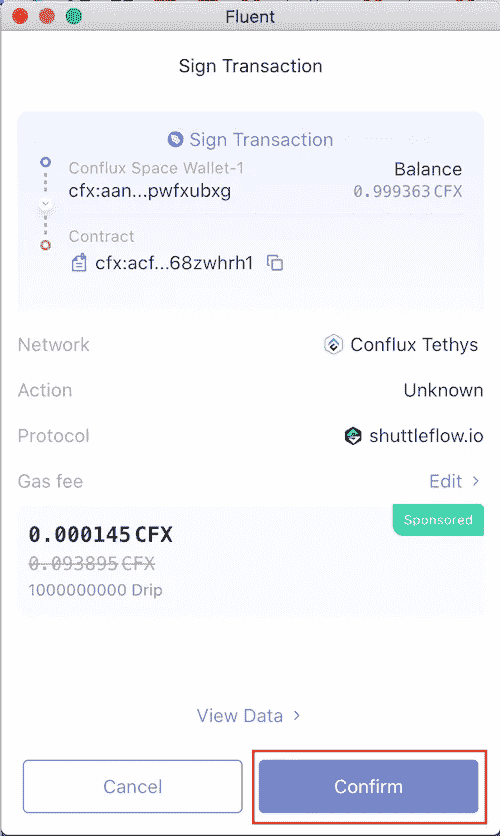 Fluent
Sign Transaction
Sign Transaction
Conflux Space Wallet-1 Balance
cfx:aan...pwfxubxg 0.999363 CFX
Contract
cfx:acf...68zwhrh1
Network Conflux Tethys
Action Unknown
Protocol shuttleflow.io
Gas fee Edit >
Sponsored
0.000145 CFX
0.093895 CFX
1000000000 Drip
View Data >
Cancel Confirm